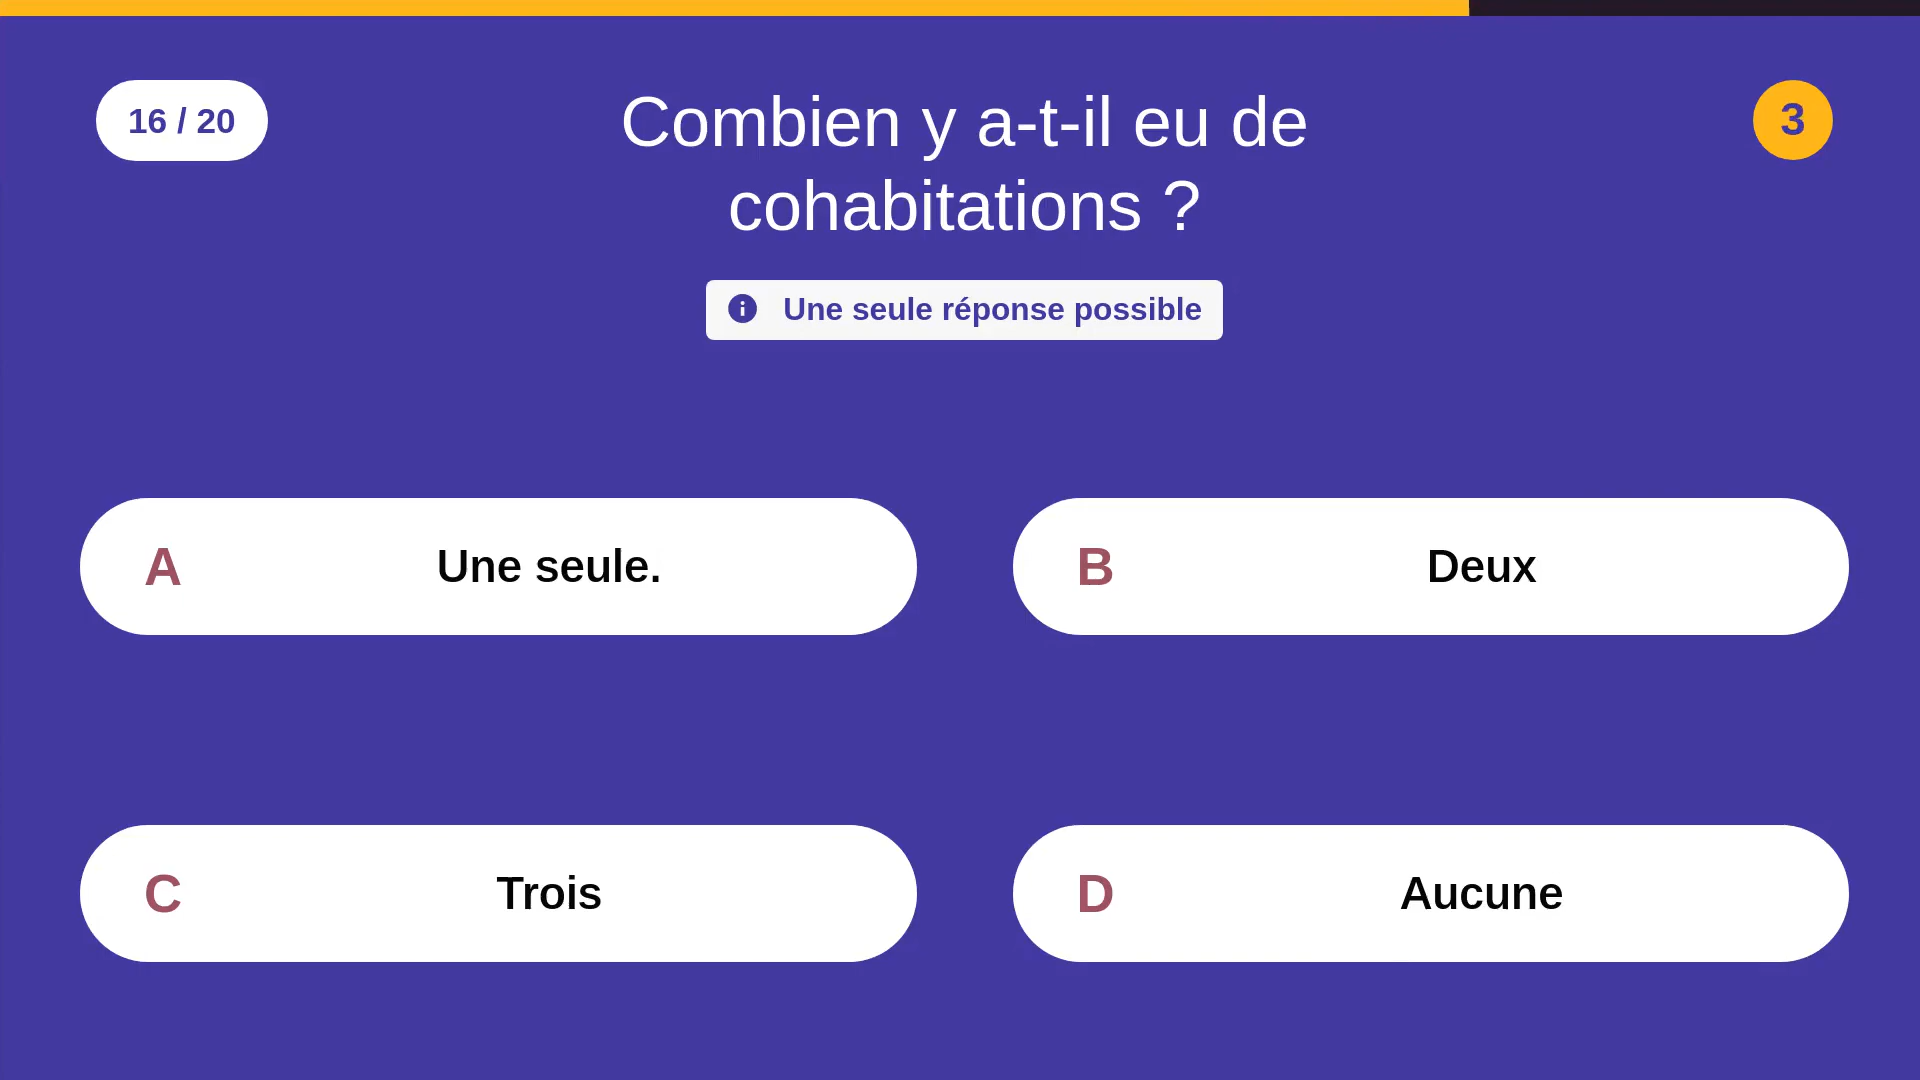 16 / 20
Combien y a-t-il eu de
cohabitations ?
3
Une seule réponse possible
A Une seule.
B Deux
C Trois
D Aucune